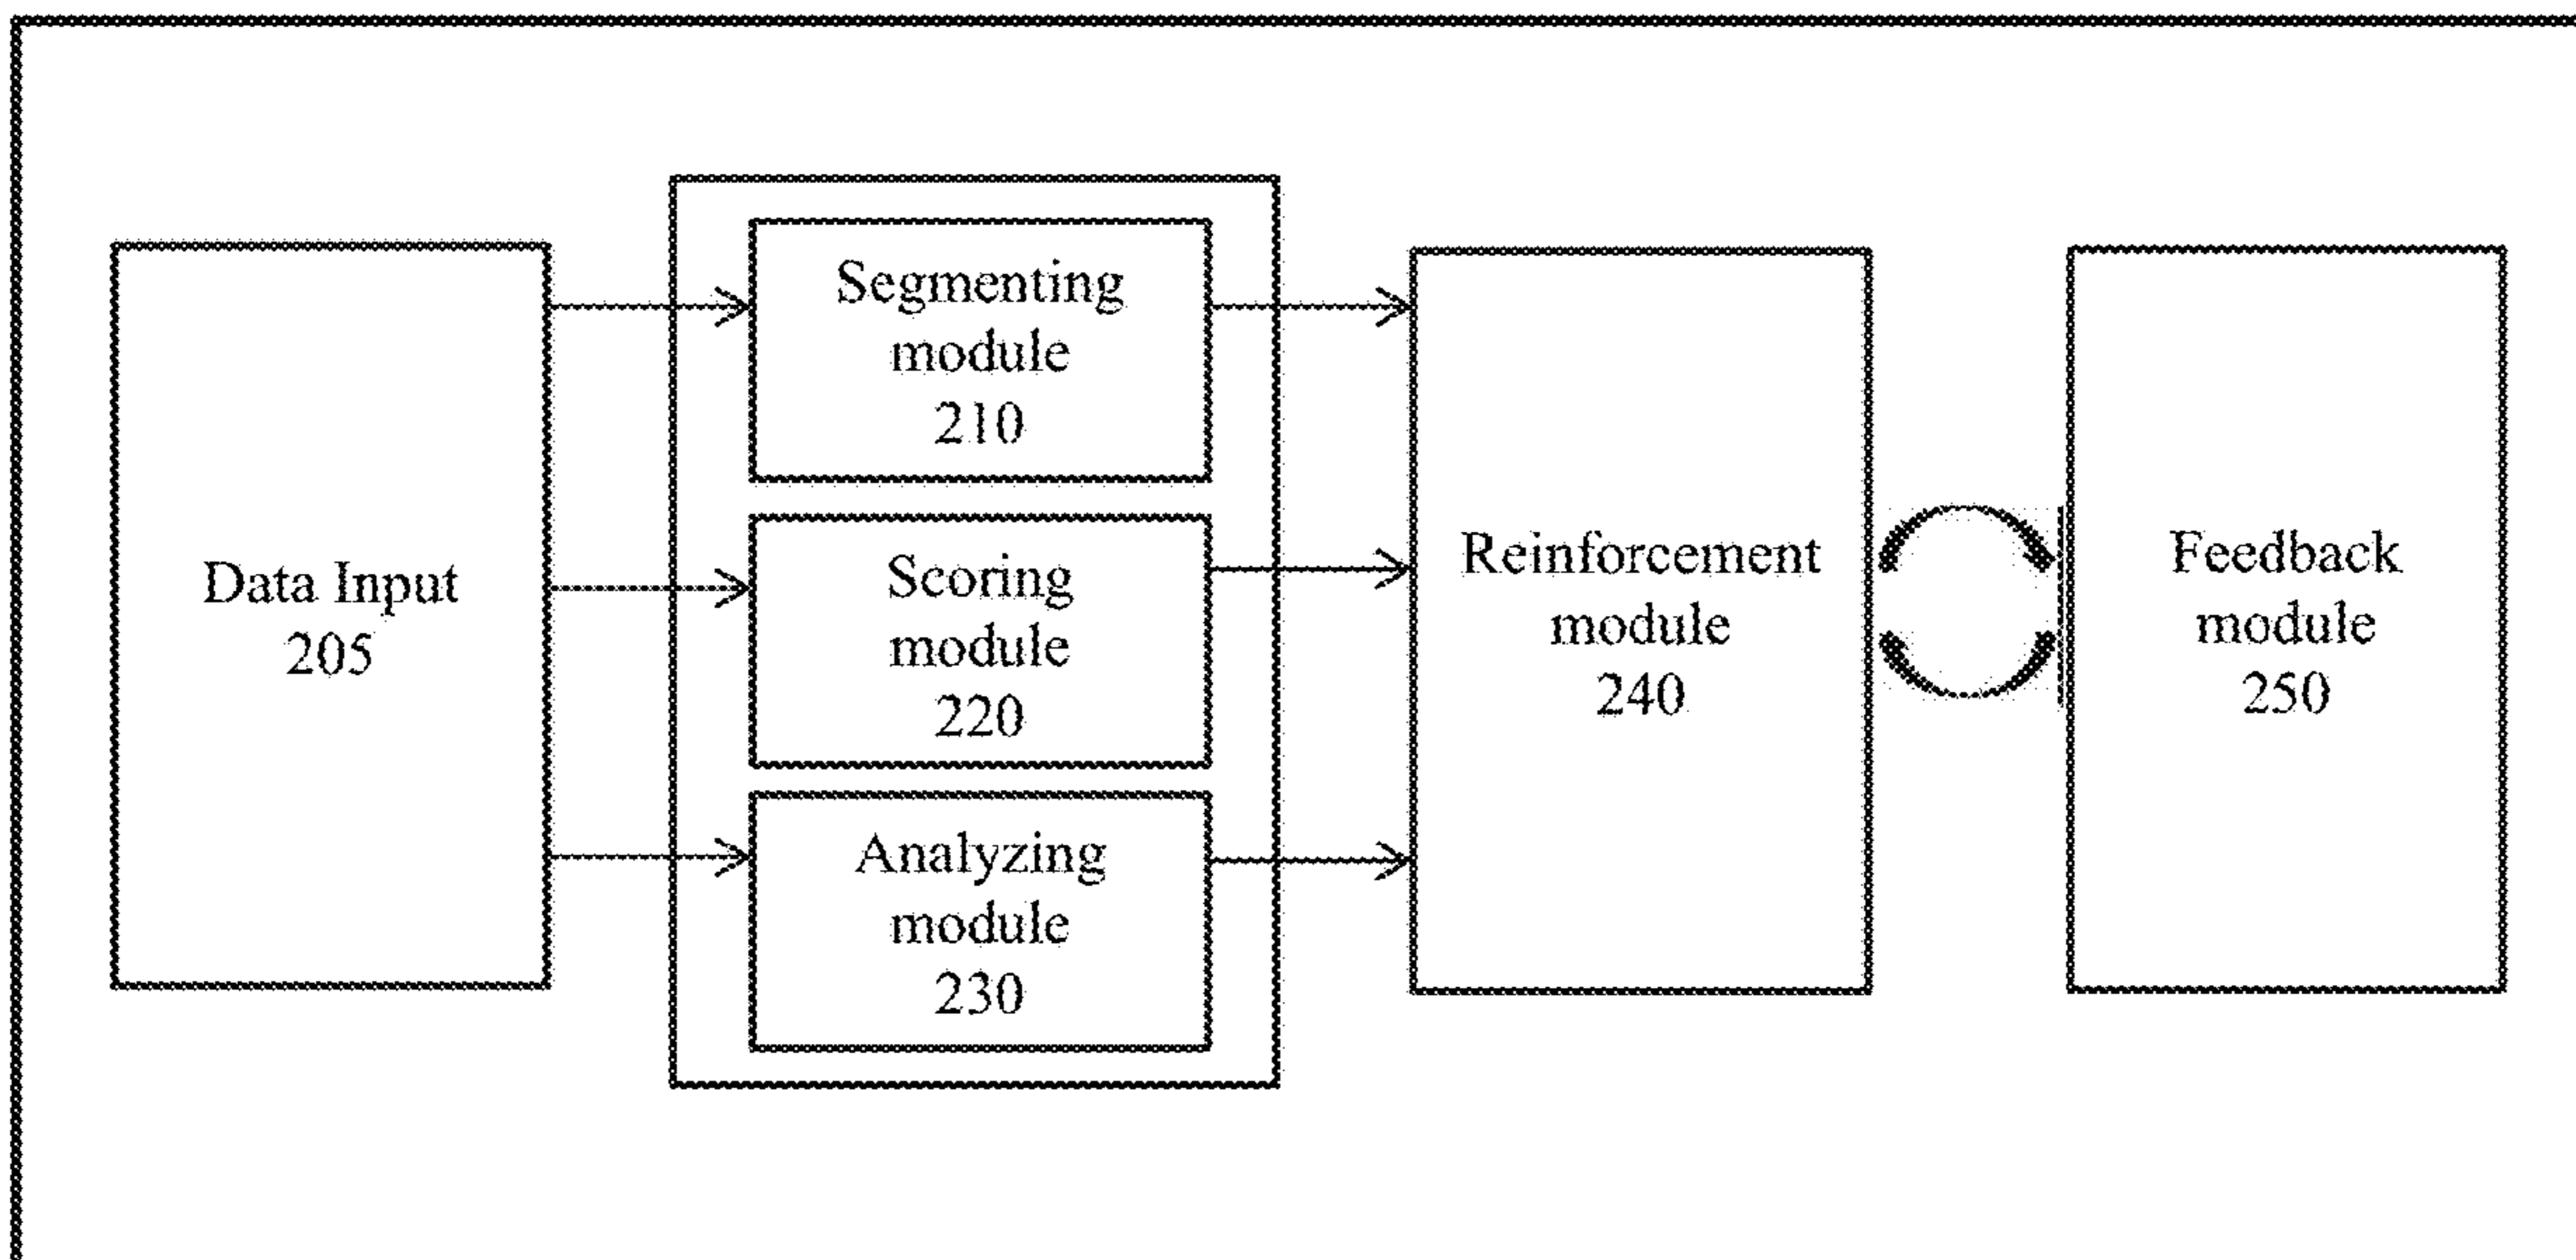 Data Input
205
Segmenting
module
210
Scoring
module
220
Analyzing
module
230
Reinforcement
module
240
Feedback
module
250